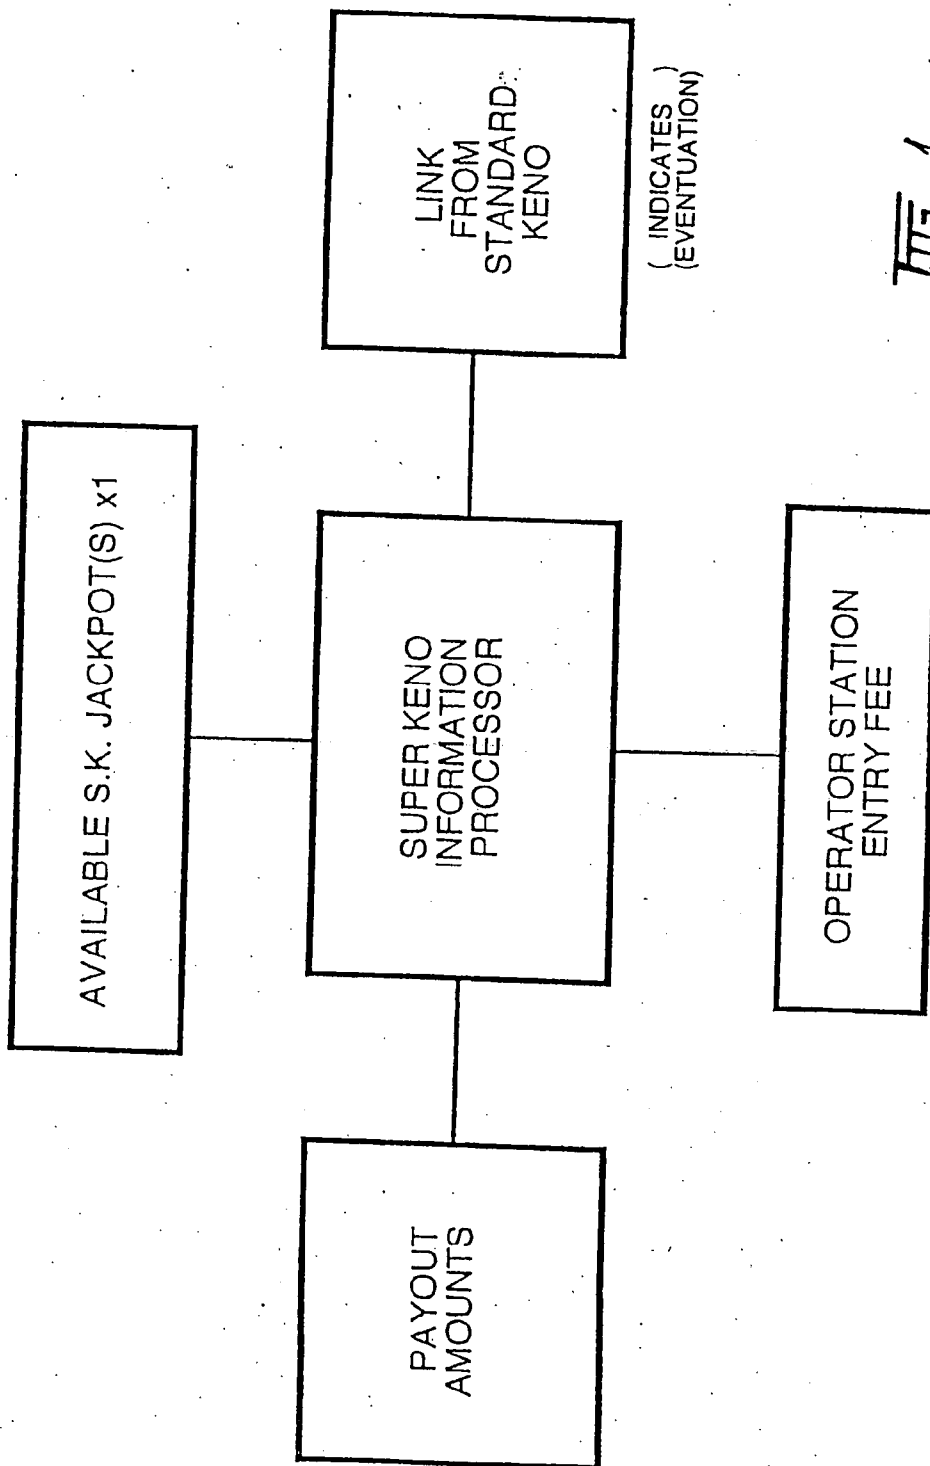 AVAILABLE S.K. JACKPOT(S) x1
PAYOUT
AMOUNTS
SUPER KENO
INFORMATION
PROCESSOR
LINK
FROM
STANDARD
KENO
( INDICATES )
(EVENTUATION)
OPERATOR STATION
ENTRY FEE